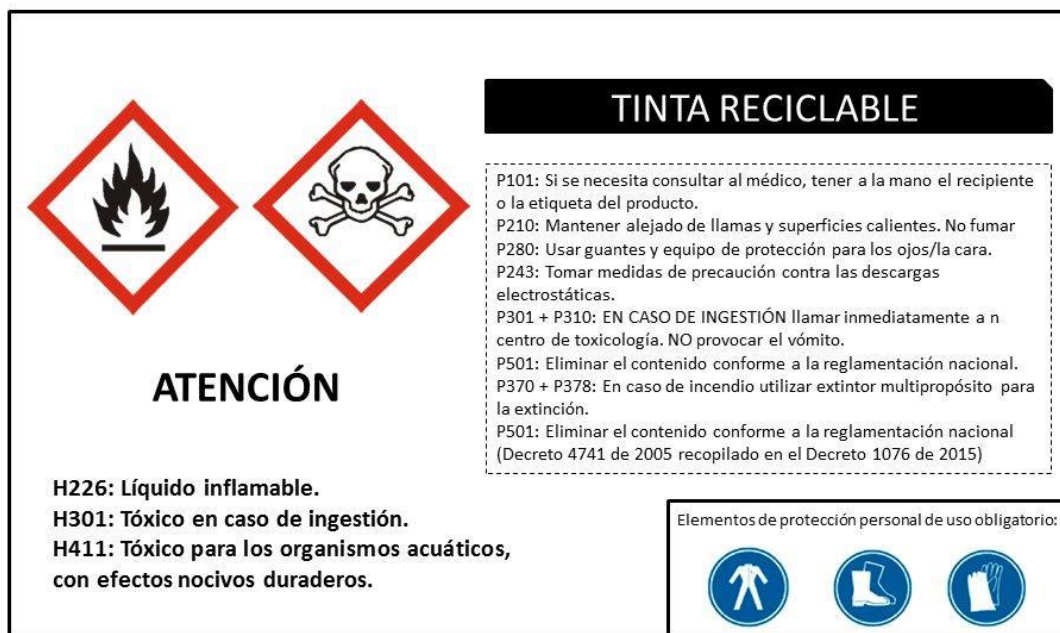 TINTA RECICLABLE
P101: Si se necesita consultar al médico, tener a la mano el recipiente
o la etiqueta del producto.
P210: Mantener alejado de llamas y superficies calientes. No fumar
P280: Usar guantes y equipo de protección para los ojos/la cara.
P243: Tomar medidas de precaución contra las descargas
electrostáticas.
P301 + P310: EN CASO DE INGESTIÓN llamar inmediatamente a n
centro de toxicología. NO provocar el vómito.
P501: Eliminar el contenido conforme a la reglamentación nacional.
P370 + P378: En caso de incendio utilizar extintor multipropósito para
la extinción.
P501: Eliminar el contenido conforme a la reglamentación nacional
(Decreto 4741 de 2005 recopilado en el Decreto 1076 de 2015)
ATENCIÓN
H226: Líquido inflamable.
H301: Tóxico en caso de ingestión.
H411: Tóxico para los organismos acuáticos,
con efectos nocivos duraderos.
Elementos de protección personal de uso obligatorio: